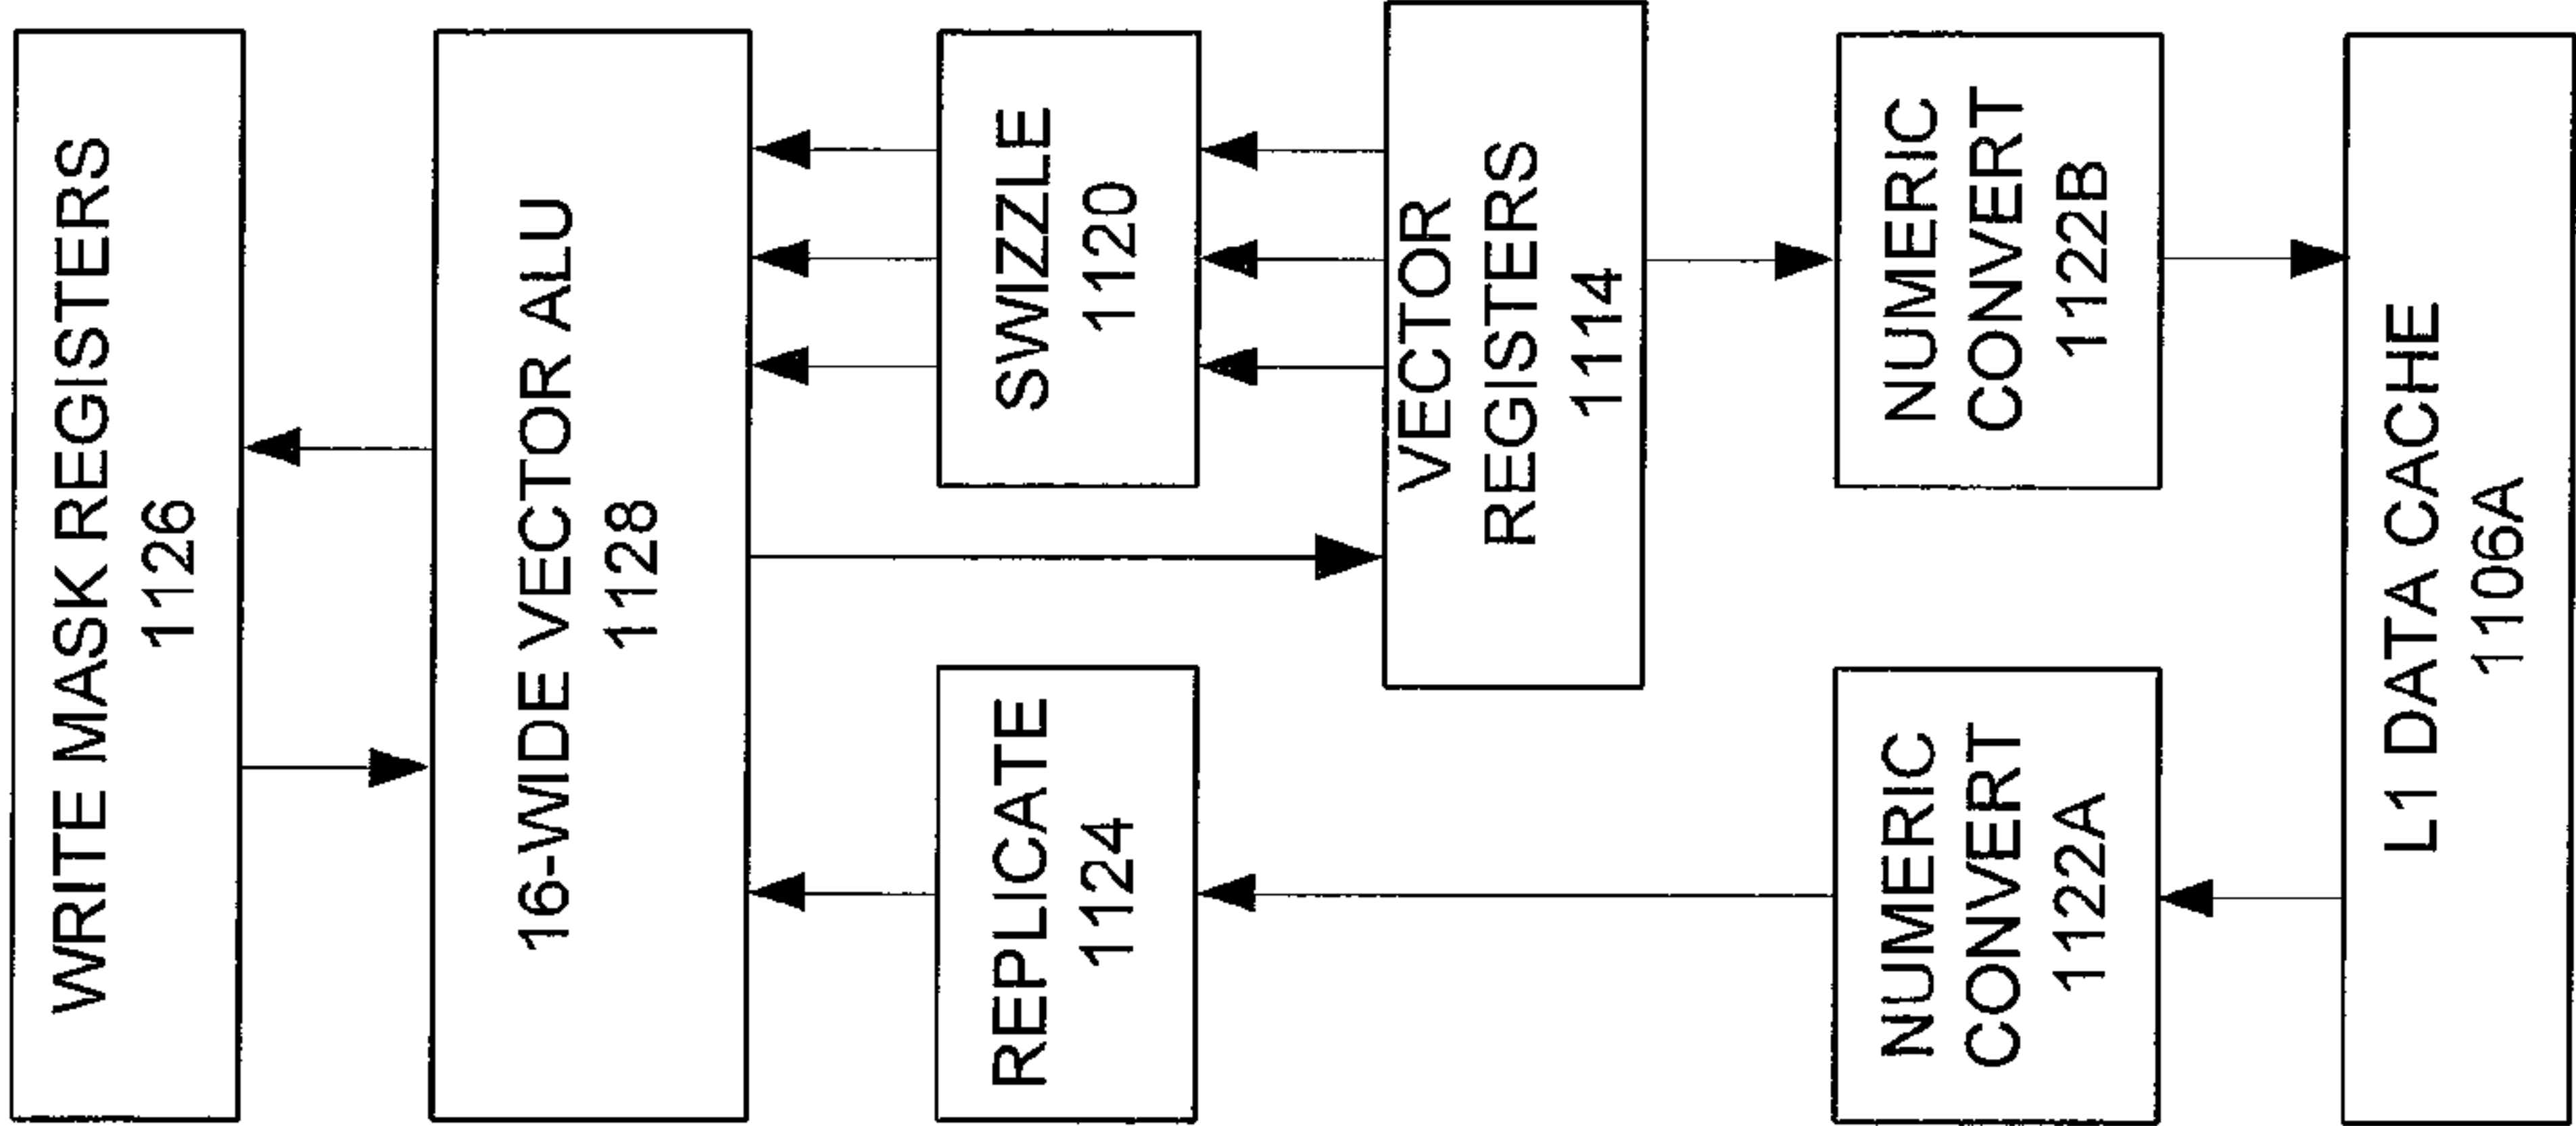 WRITE MASK REGISTERS
1126
16-WIDE VECTOR ALU
1128
REPLICATE
1124
SWIZZLE
1120
VECTOR
REGISTERS
1114
NUMERIC
CONVERT
1122A
NUMERIC
CONVERT
1122B
L1 DATA CACHE
1106A